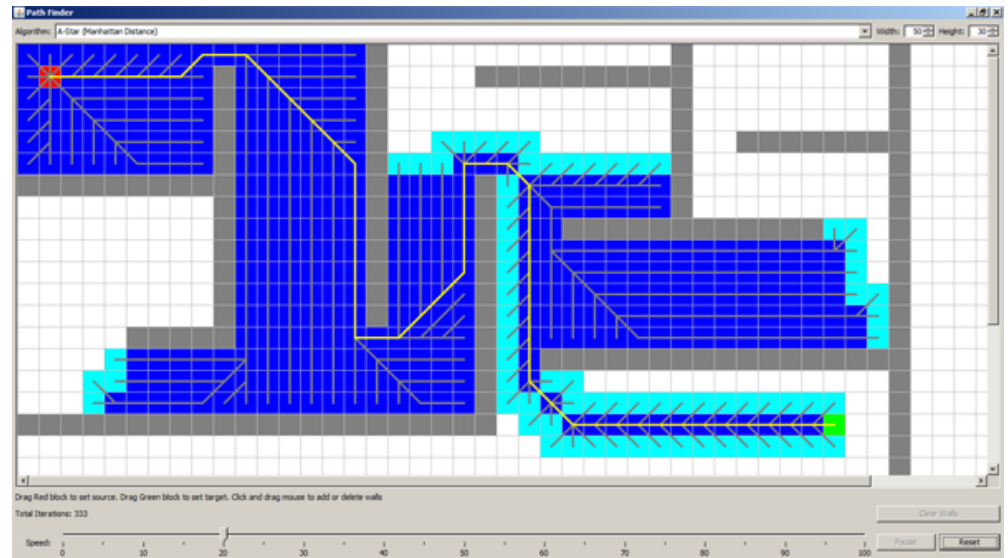 Path Finder
Algorithm: A-Star (Manhattan Distance) Width: 50 Height: 30
Drag Red block to set source. Drag Green block to set target. Click and drag mouse to add or delete walls
Total Iterations: 333
Clear Walls
Speed: 0 10 20 30 40 50 60 70 80 90 100
Pause Reset